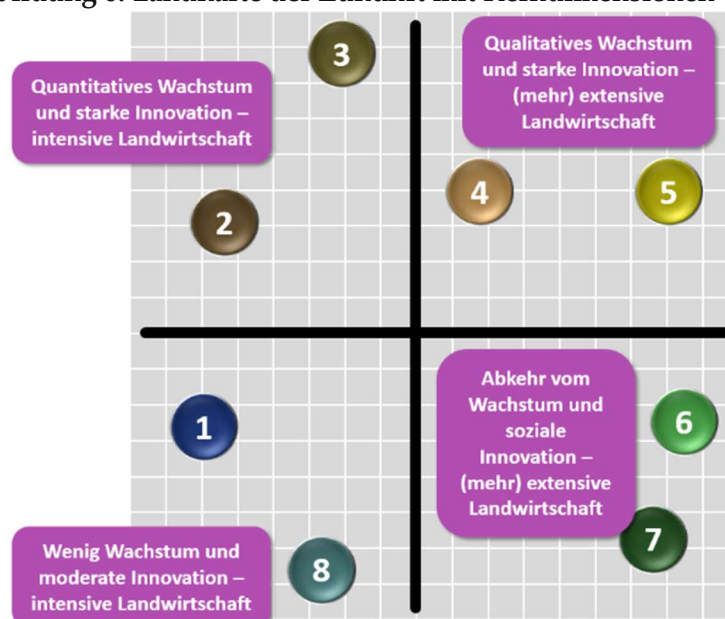 3
Quantitatives Wachstum
und starke Innovation –
intensive Landwirtschaft
Qualitatives Wachstum
und starke Innovation –
(mehr) extensive
Landwirtschaft
2
4
5
1
Abkehr vom
Wachstum und
soziale
Innovation –
(mehr) extensive
Landwirtschaft
6
7
Wenig Wachstum und
moderate Innovation –
intensive Landwirtschaft
8